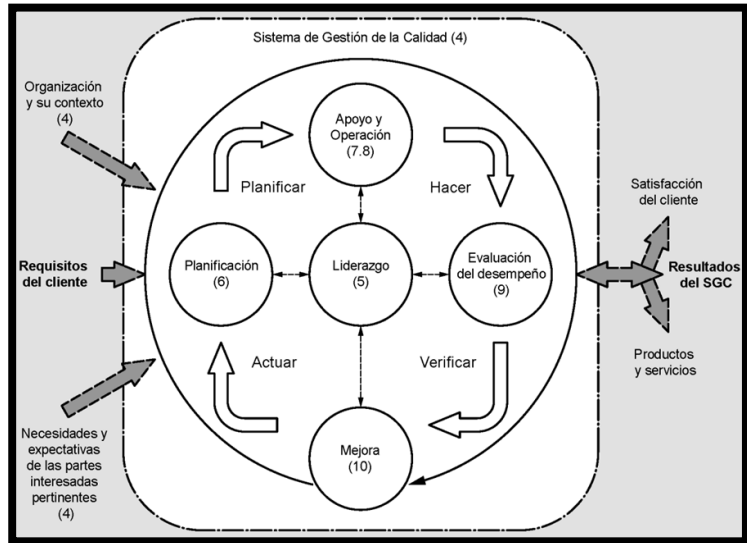 Sistema de Gestión de la Calidad (4)
Organización
y su contexto
(4)
Apoyo y
Operación
(7.8)
Planificar
Hacer
Satisfacción
del cliente
Requisitos
del cliente
Planificación
(6)
Liderazgo
(5)
Evaluación
del desempeño
(9)
Resultados
del SGC
Actuar
Verificar
Productos
y servicios
Necesidades y
expectativas
de las partes
interesadas
pertinentes
(4)
Mejora
(10)